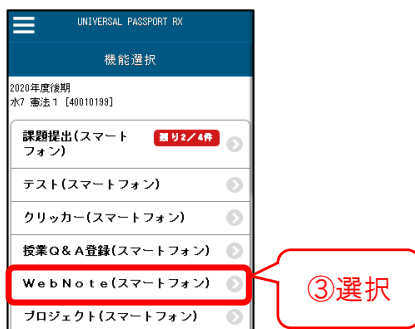 UNIVERSAL PASSPORT RX
機能選択
2020年度後期
水7 憲法1 [40010199]
課題提出(スマート
フォン)
残り2/4件
テスト(スマートフォン)
クリッカー(スマートフォン)
授業Q&A登録(スマートフォン)
WebNote(スマートフォン)
③選択
プロジェクト(スマートフォン)